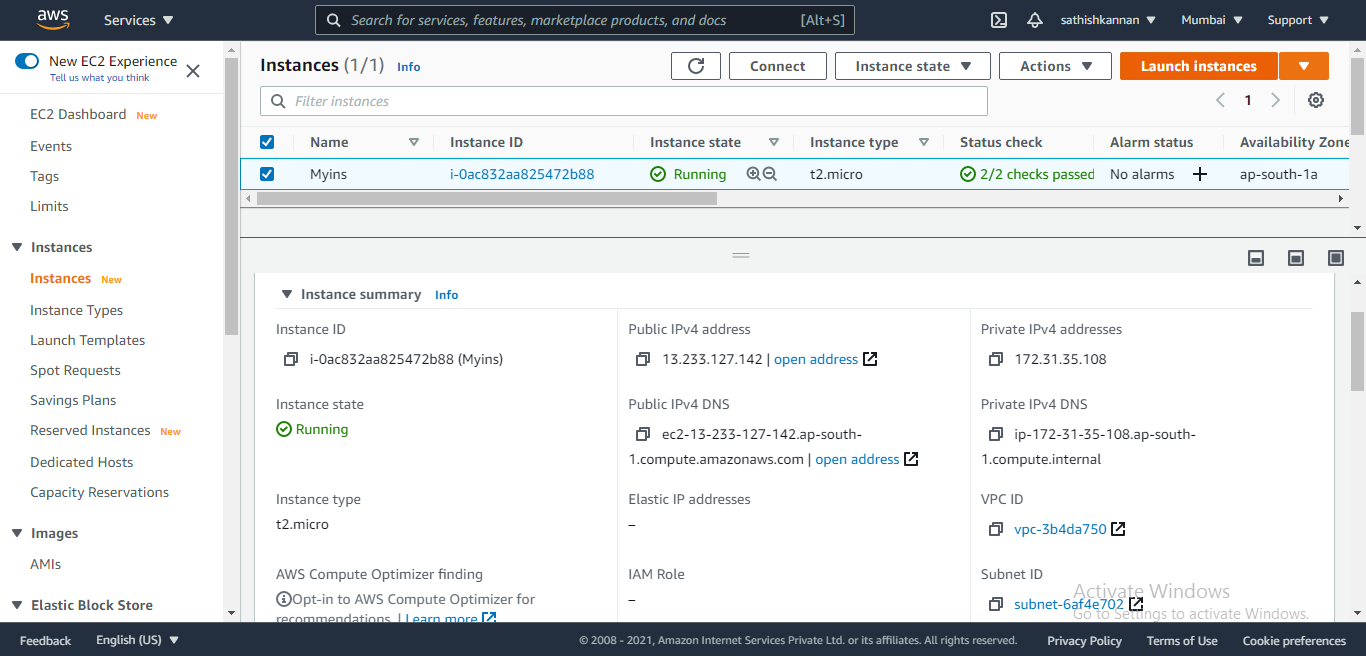 aws
Services
Search for services, features, marketplace products, and docs [Alt+S]
sathishkannan
Mumbai
Support
New EC2 Experience
Tell us what you think
EC2 Dashboard New
Events
Tags
Limits
Instances
Instances New
Instance Types
Launch Templates
Spot Requests
Savings Plans
Reserved Instances New
Dedicated Hosts
Capacity Reservations
Images
AMIs
Elastic Block Store
Instances (1/1) Info
Connect
Instance state
Actions
Launch instances
Filter instances
1
Name Instance ID Instance state Instance type Status check Alarm status Availability Zone
Myins i-0ac832aa825472b88 Running t2.micro 2/2 checks passed No alarms ap-south-1a
Instance summary Info
Instance ID
i-0ac832aa825472b88 (Myins)
Public IPv4 address
13.233.127.142 | open address
Private IPv4 addresses
172.31.35.108
Instance state
Running
Public IPv4 DNS
ec2-13-233-127-142.ap-south-
1.compute.amazonaws.com | open address
Private IPv4 DNS
ip-172-31-35-108.ap-south-
1.compute.internal
Instance type
t2.micro
Elastic IP addresses
–
VPC ID
vpc-3b4da750
AWS Compute Optimizer finding
Opt-in to AWS Compute Optimizer for
recommendations. | Learn more
IAM Role
–
Subnet ID
subnet-6af4e702
Activate Windows
Go to Settings to activate Windows.
Feedback
English (US)
© 2008 - 2021, Amazon Internet Services Private Ltd. or its affiliates. All rights reserved.
Privacy Policy
Terms of Use
Cookie preferences